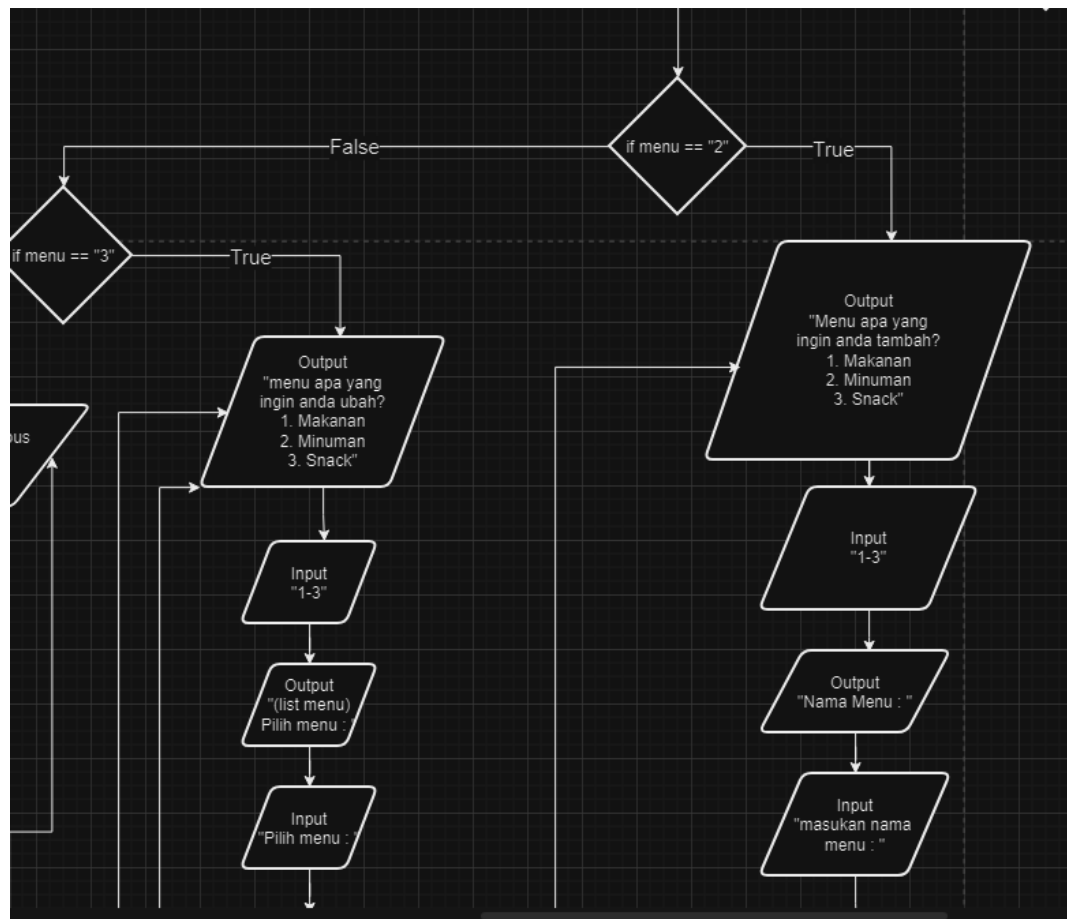 if menu == "2"
False
True
if menu == "3"
True
Output
"Menu apa yang
ingin anda tambah?
1. Makanan
2. Minuman
3. Snack"
Output
"menu apa yang
ingin anda ubah?
1. Makanan
2. Minuman
3. Snack"
Input
"1-3"
Input
"1-3"
Output
"(list menu)
Pilih menu : "
Output
"Nama Menu : "
Input
"Pilih menu : "
Input
"masukan nama
menu : "